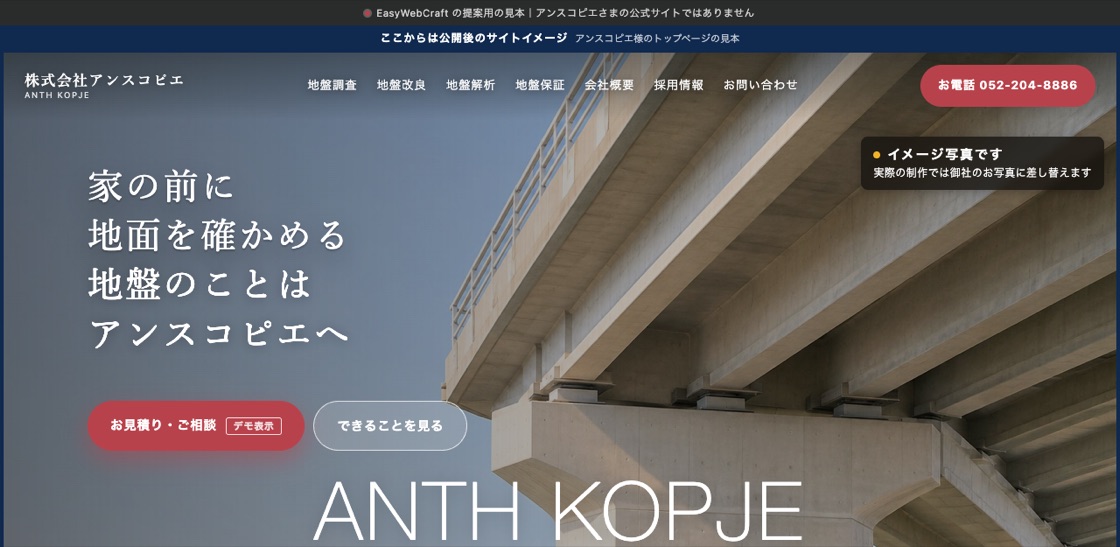 EasyWebCraft の提案用の見本｜アンスコピエさまの公式サイトではありません
ここからは公開後のサイトイメージ アンスコピエ様のトップページの見本
株式会社アンスコピエ
ANTH KOPJE
地盤調査 地盤改良 地盤解析 地盤保証 会社概要 採用情報 お問い合わせ
お電話 052-204-8886
イメージ写真です
実際の制作では御社のお写真に差し替えます
家の前に
地面を確かめる
地盤のことは
アンスコピエへ
お見積り・ご相談 デモ表示
できることを見る
ANTH KOPJE